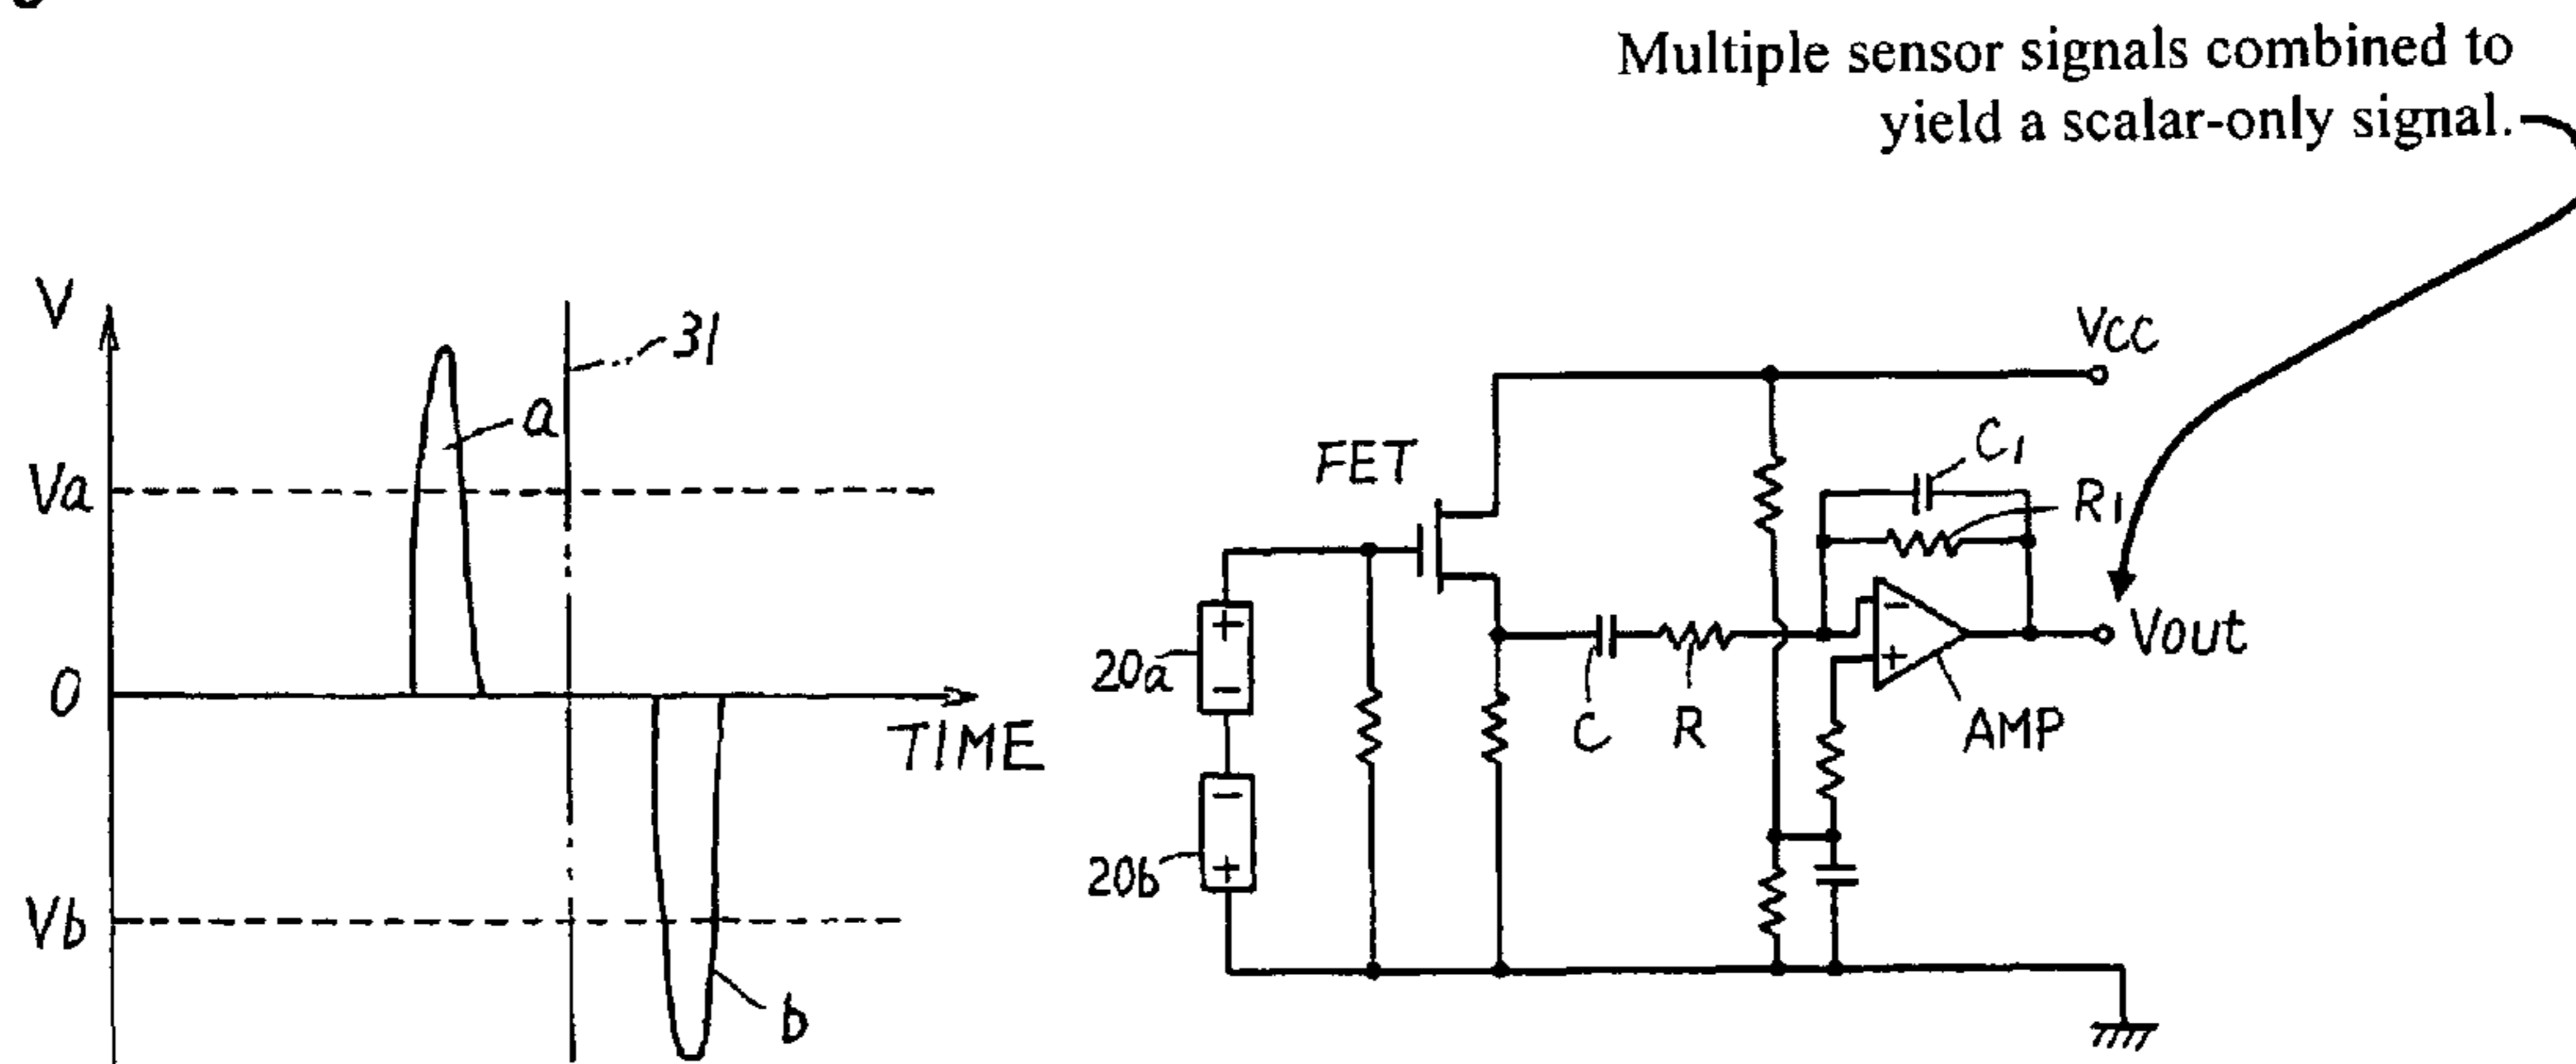 Multiple sensor signals combined to
yield a scalar-only signal.
V
31
a
Va
0
TIME
Vb
b
VCC
FET
C1
R1
20a
+
−
20b
−
+
C
R
−
+
AMP
Vout